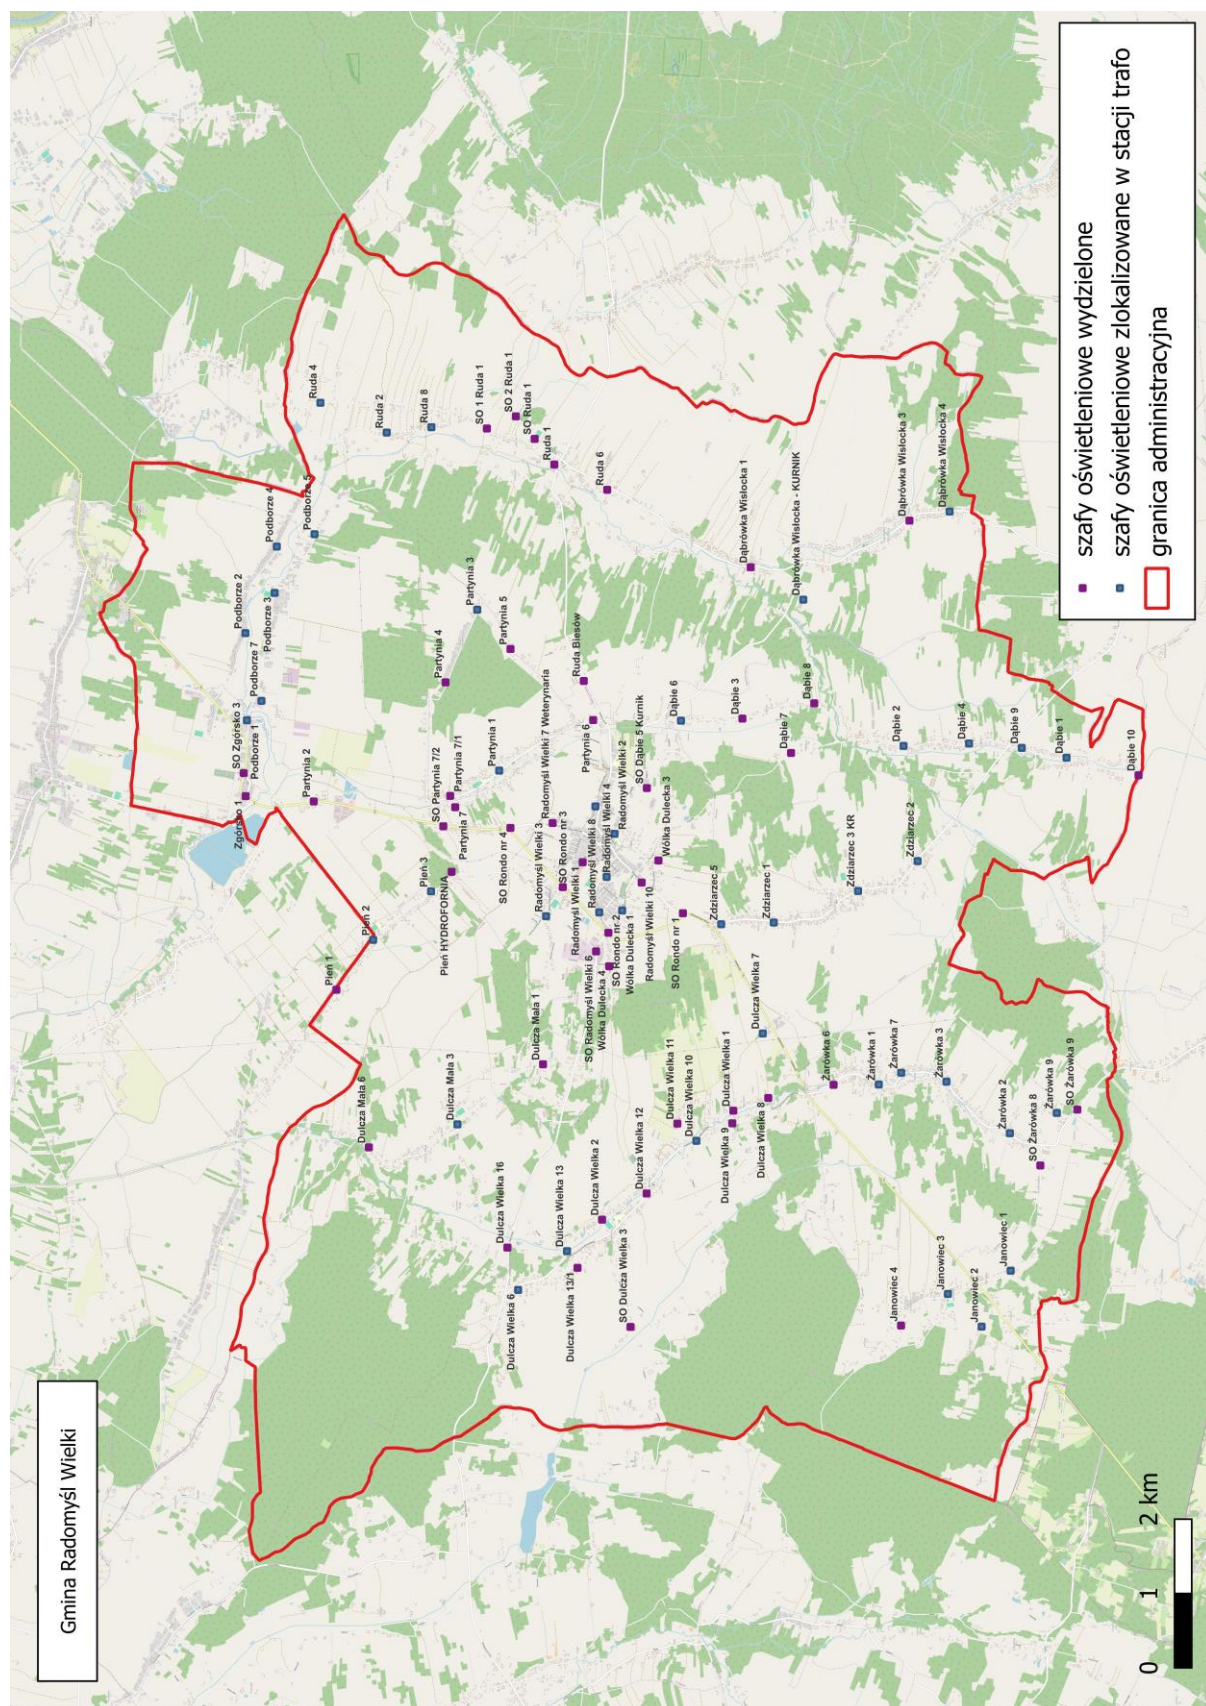 Gmina Radomyśl Wielki
szafy oświetleniowe wydzielone
szafy oświetleniowe zlokalizowane w stacji trafo
granica administracyjna
0 1 2 km
Zgórsko 1
SO Zgórsko 3
Podborze 1
Podborze 7
Podborze 2
Podborze 3
Podborze 4
Podborze 5
Partynia 2
Ruda 4
Ruda 2
Ruda 8
SO 1 Ruda 1
SO 2 Ruda 1
SO Ruda 1
Ruda 1
Ruda 6
Pień 1
Pień 2
Pień 3
Pień HYDROFORNIA
Partynia 7
SO Partynia 7/2
Partynia 7/1
Partynia 1
Partynia 4
Partynia 3
Partynia 5
Ruda Biesów
Partynia 6
Dulcza Mała 6
Dulcza Mała 3
Dulcza Mała 1
SO Rondo nr 4
Radomyśl Wielki 3
SO Rondo nr 3
Radomyśl Wielki 7 Weterynaria
Radomyśl Wielki 1
Radomyśl Wielki 8
Radomyśl Wielki 4
Radomyśl Wielki 2
SO Radomyśl Wielki 6
Wólka Dulecka 4
SO Rondo nr 2
Wólka Dulecka 1
Radomyśl Wielki 10
Wólka Dulecka 3
SO Rondo nr 1
SO Dąbie 5 Kurnik
Dąbie 6
Dąbie 3
Dąbie 7
Dąbie 8
Dąbie 2
Dąbie 4
Dąbie 9
Dąbie 1
Dąbie 10
Dąbrówka Wisłocka 1
Dąbrówka Wisłocka - KURNIK
Dąbrówka Wisłocka 3
Dąbrówka Wisłocka 4
Dulcza Wielka 16
Dulcza Wielka 6
Dulcza Wielka 13
Dulcza Wielka 13/1
Dulcza Wielka 2
SO Dulcza Wielka 3
Dulcza Wielka 12
Dulcza Wielka 11
Dulcza Wielka 10
Dulcza Wielka 1
Dulcza Wielka 9
Dulcza Wielka 8
Dulcza Wielka 7
Zdziarzec 5
Zdziarzec 1
Zdziarzec 3 KR
Zdziarzec 2
Żarówka 6
Żarówka 1
Żarówka 7
Żarówka 3
Żarówka 2
SO Żarówka 8
Żarówka 9
SO Żarówka 9
Janowiec 4
Janowiec 3
Janowiec 2
Janowiec 1